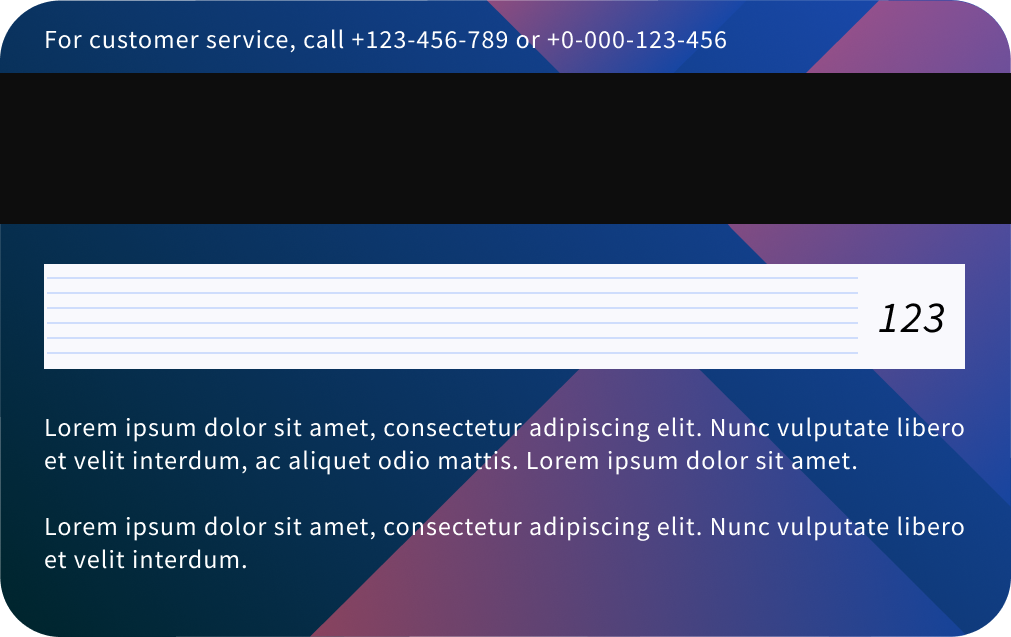 For customer service, call +123-456-789 or +0-000-123-456
123
Lorem ipsum dolor sit amet, consectetur adipiscing elit. Nunc vulputate libero
et velit interdum, ac aliquet odio mattis. Lorem ipsum dolor sit amet.
Lorem ipsum dolor sit amet, consectetur adipiscing elit. Nunc vulputate libero
et velit interdum.